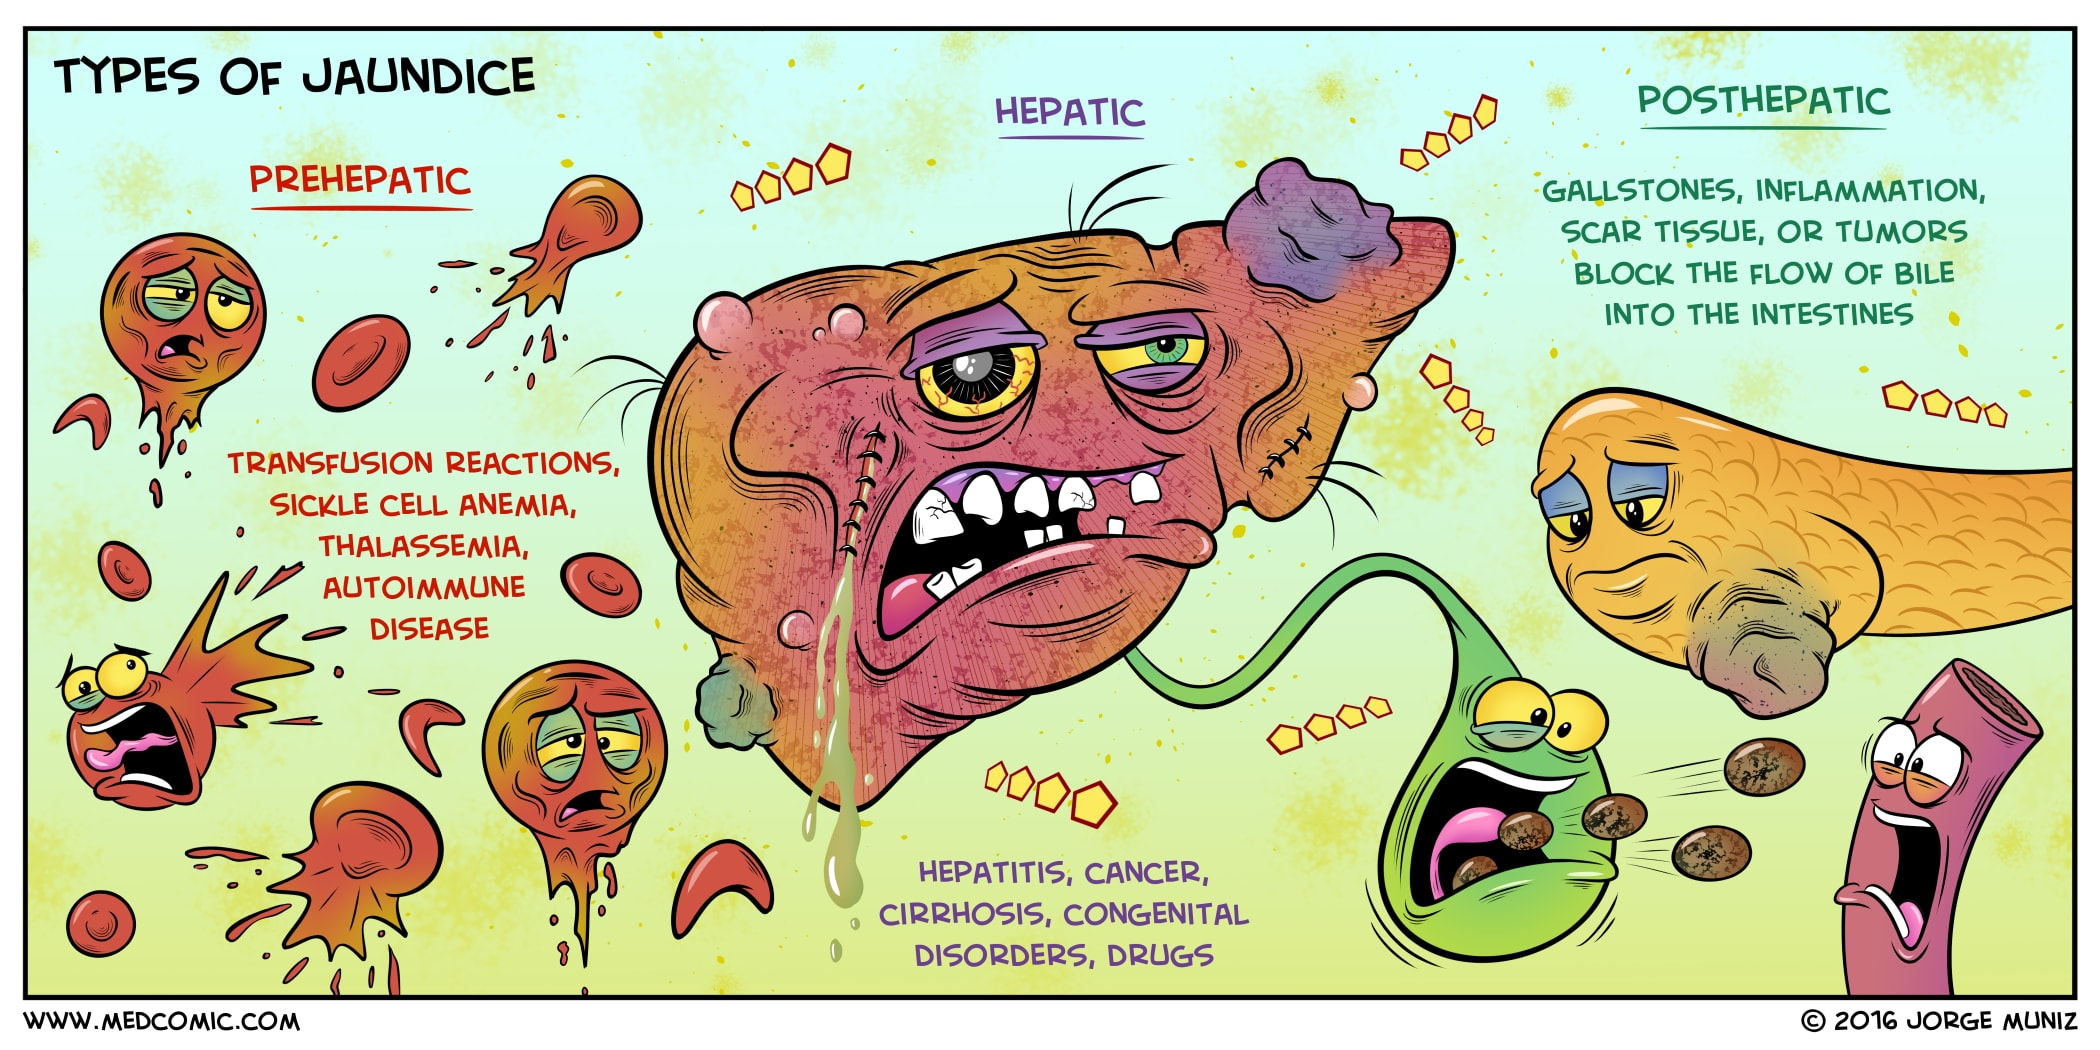 TYPES OF JAUNDICE
PREHEPATIC
TRANSFUSION REACTIONS,
SICKLE CELL ANEMIA,
THALASSEMIA,
AUTOIMMUNE
DISEASE
HEPATIC
HEPATITIS, CANCER,
CIRRHOSIS, CONGENITAL
DISORDERS, DRUGS
POSTHEPATIC
GALLSTONES, INFLAMMATION,
SCAR TISSUE, OR TUMORS
BLOCK THE FLOW OF BILE
INTO THE INTESTINES
WWW.MEDCOMIC.COM
© 2016 JORGE MUNIZ